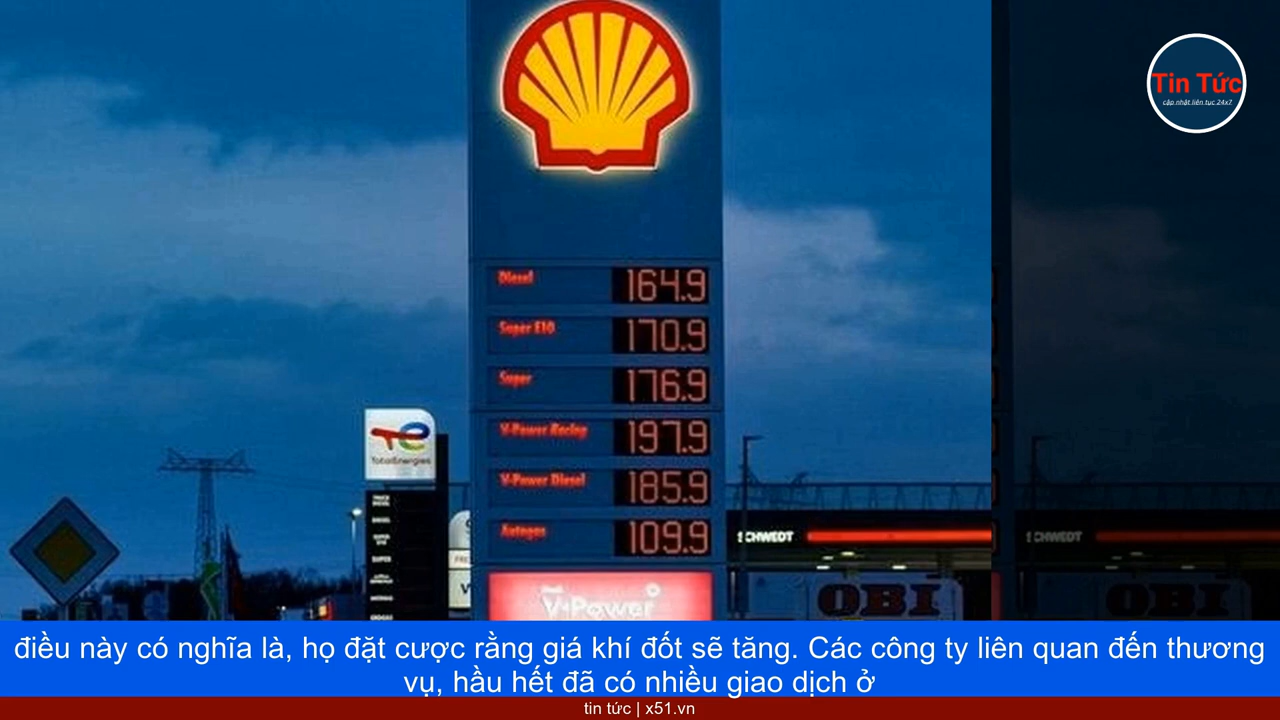 Tin Tức
cập.nhật.liên.tục.24x7
Diesel 164.9
Super E10 170.9
Super 176.9
V-Power Racing 197.9
V-Power Diesel 185.9
Autogas 109.9
TotalEnergies
SCHWEDT
SCHWEDT
OBI
OBI
V-Power
điều này có nghĩa là, họ đặt cược rằng giá khí đốt sẽ tăng. Các công ty liên quan đến thương
vụ, hầu hết đã có nhiều giao dịch ở
tin tức | x51.vn